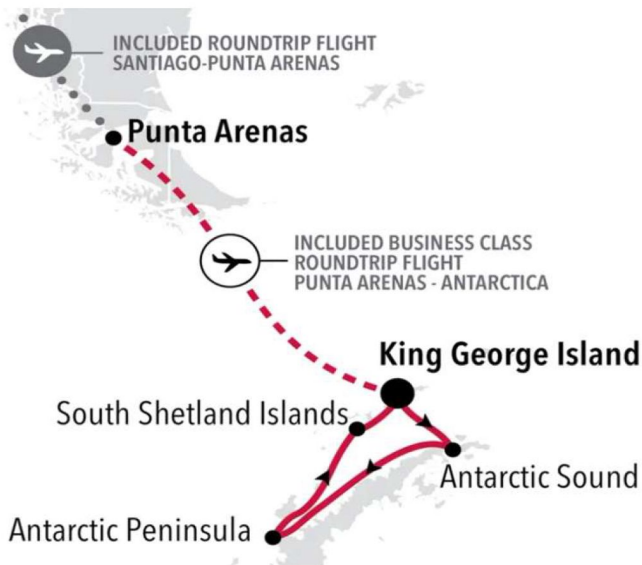 INCLUDED ROUNDTRIP FLIGHT
SANTIAGO-PUNTA ARENAS
Punta Arenas
INCLUDED BUSINESS CLASS
ROUNDTRIP FLIGHT
PUNTA ARENAS - ANTARCTICA
King George Island
South Shetland Islands
Antarctic Sound
Antarctic Peninsula